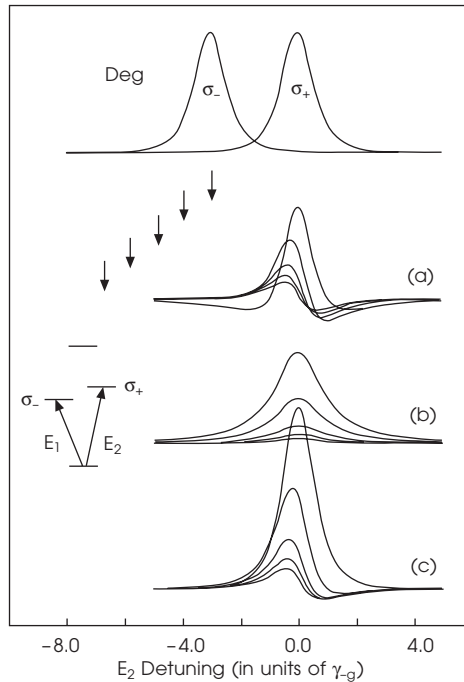 Deg
σ₋
σ₊
(a)
σ₋
σ₊
E₁
E₂
(b)
(c)
−8.0
−4.0
0.0
4.0
E₂ Detuning (in units of γ₋g)